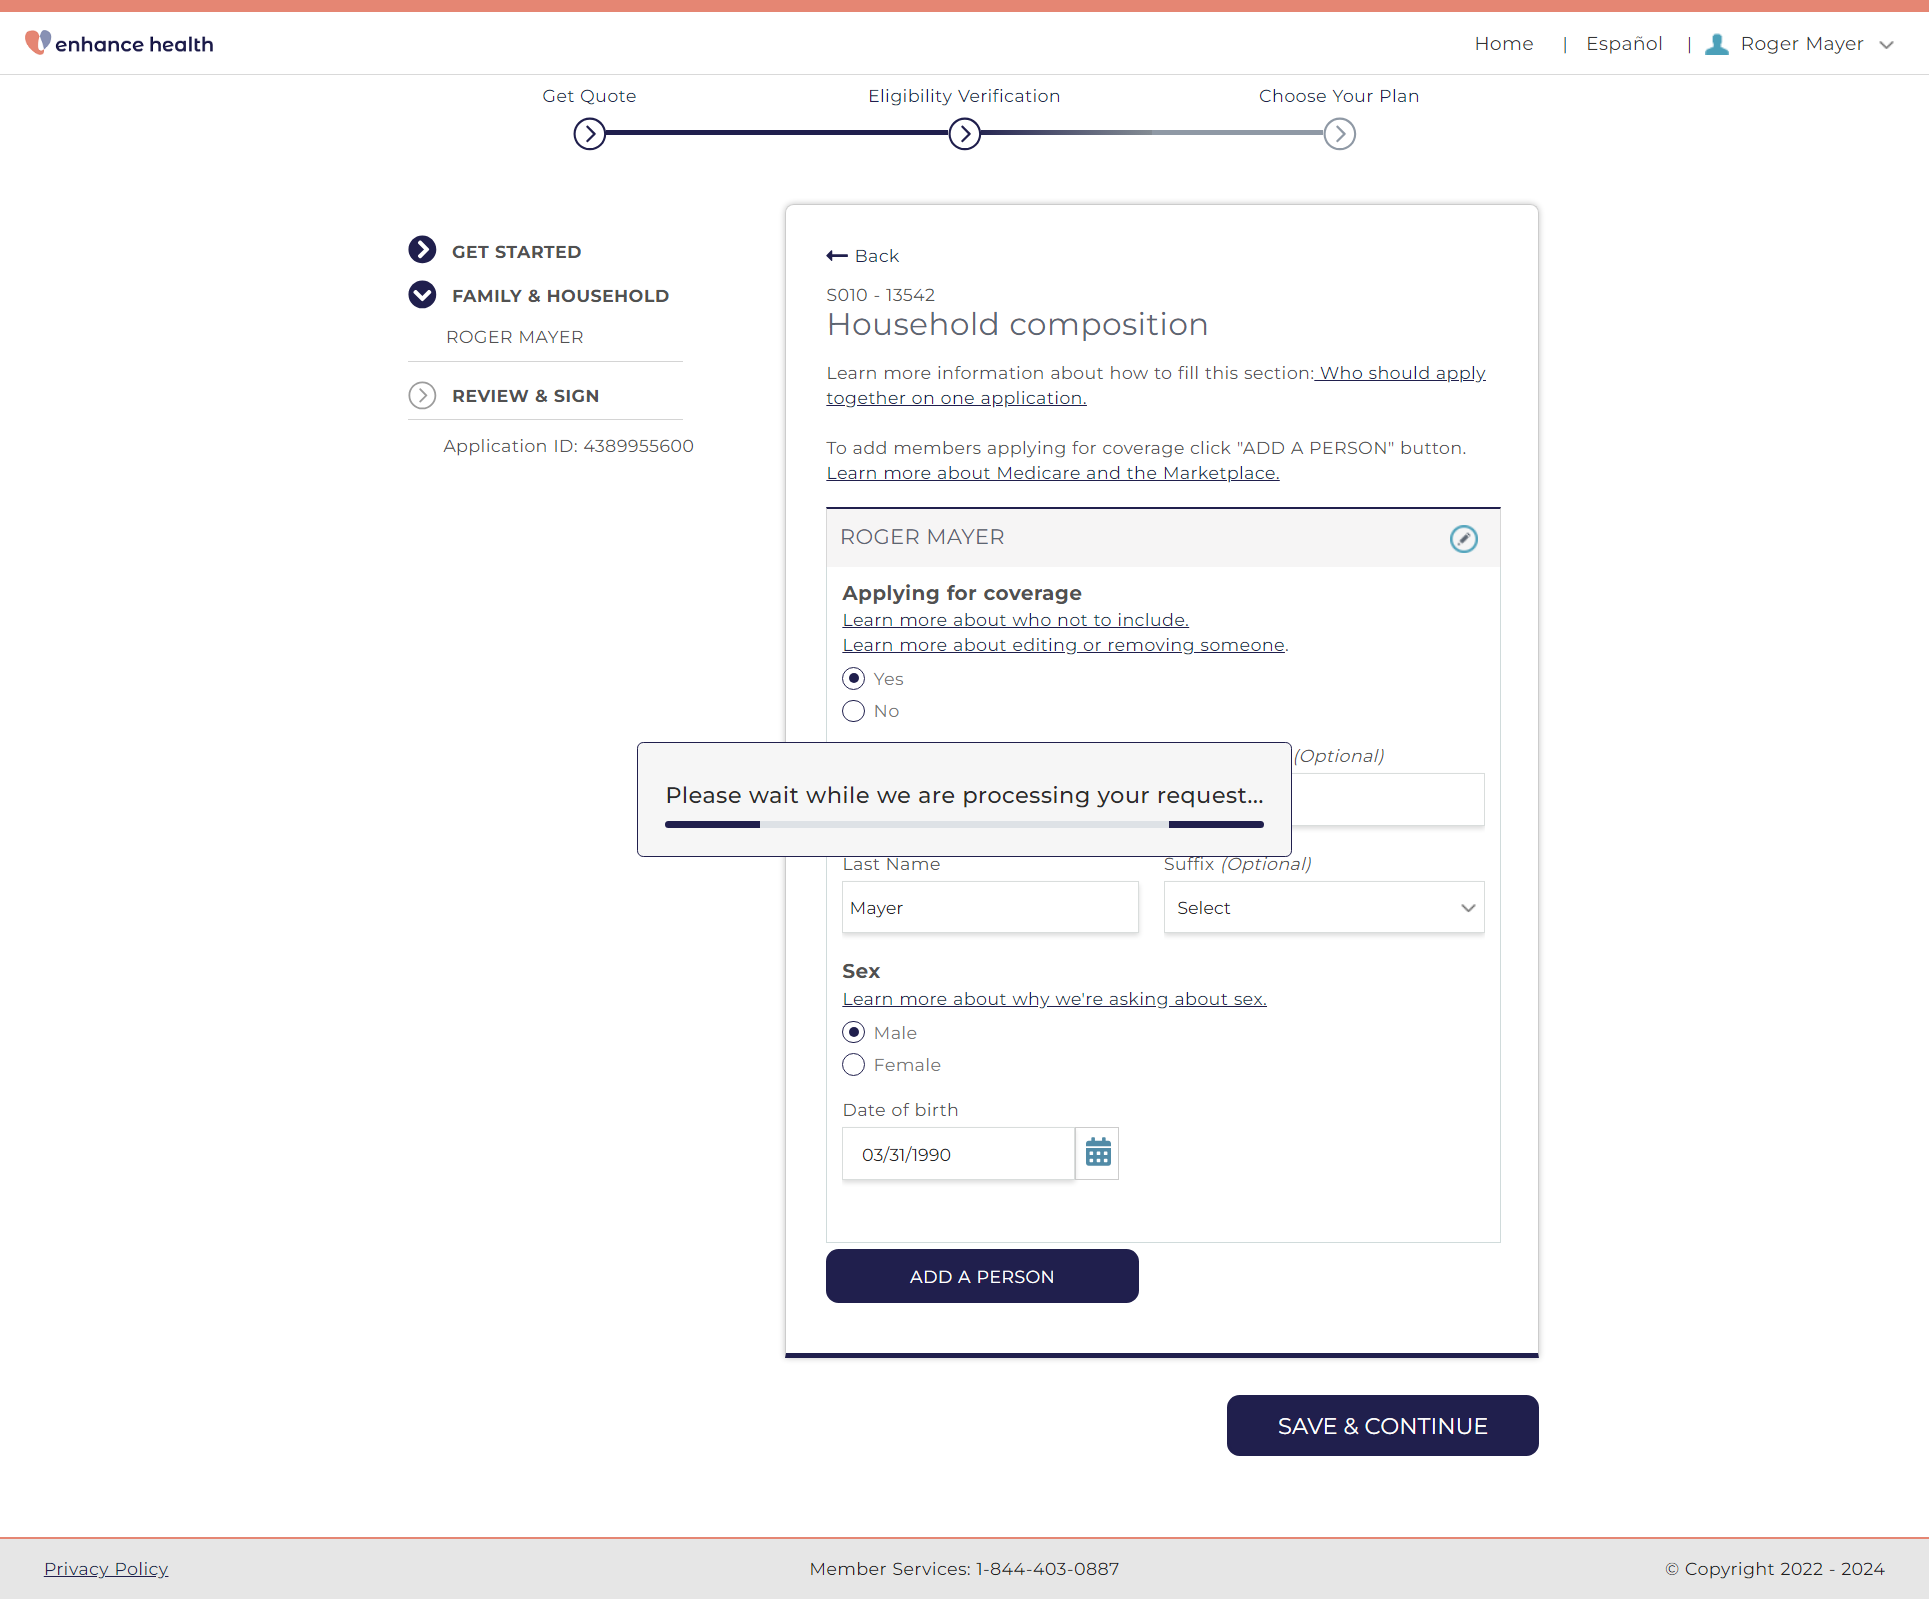 enhance health
Home | Español | Roger Mayer
Get Quote
Eligibility Verification
Choose Your Plan
GET STARTED
FAMILY & HOUSEHOLD
ROGER MAYER
REVIEW & SIGN
Application ID: 4389955600
Back
S010 - 13542
Household composition
Learn more information about how to fill this section: Who should apply
together on one application.
To add members applying for coverage click "ADD A PERSON" button.
Learn more about Medicare and the Marketplace.
ROGER MAYER
Applying for coverage
Learn more about who not to include.
Learn more about editing or removing someone.
Yes
No
(Optional)
Please wait while we are processing your request...
Last Name
Suffix (Optional)
Mayer
Select
Sex
Learn more about why we're asking about sex.
Male
Female
Date of birth
03/31/1990
ADD A PERSON
SAVE & CONTINUE
Privacy Policy
Member Services: 1-844-403-0887
© Copyright 2022 - 2024